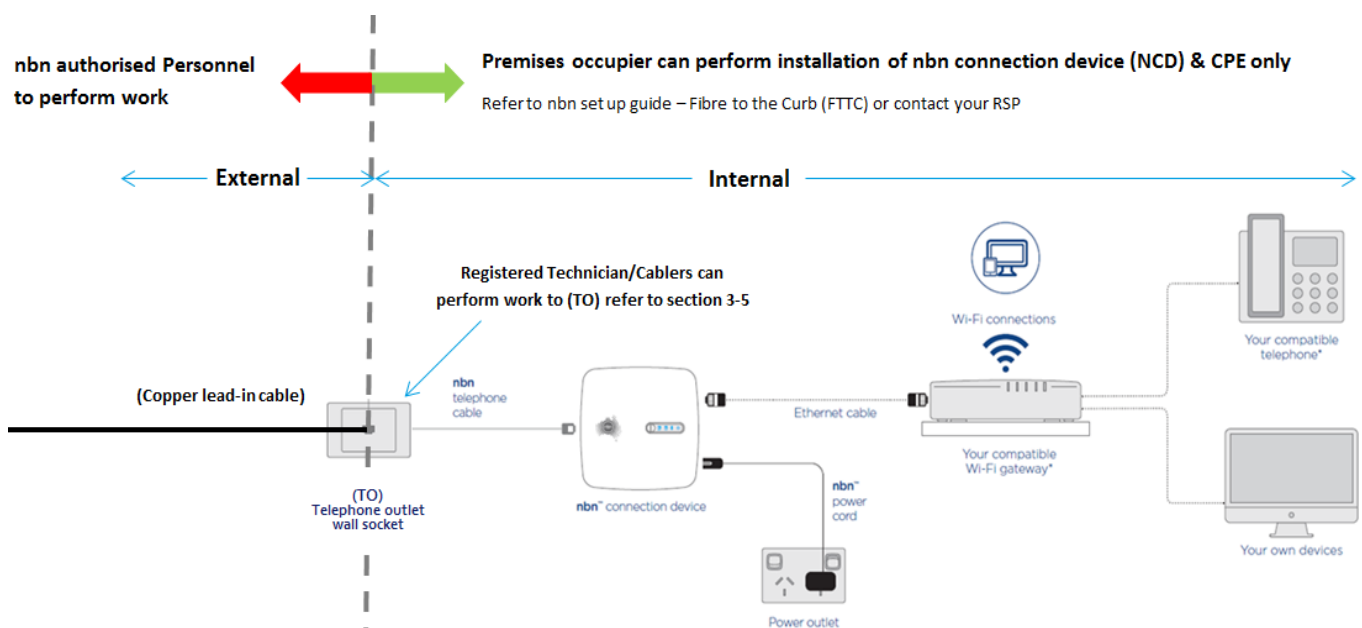 nbn authorised Personnel
to perform work
Premises occupier can perform installation of nbn connection device (NCD) & CPE only
Refer to nbn set up guide – Fibre to the Curb (FTTC) or contact your RSP
External
Internal
Registered Technician/Cablers can
perform work to (TO) refer to section 3-5
Wi-Fi connections
Your compatible
telephone*
(Copper lead-in cable)
nbn
telephone
cable
Ethernet cable
Your compatible
Wi-Fi gateway*
(TO)
Telephone outlet
wall socket
nbn™ connection device
nbn™
power
cord
Your own devices
Power outlet